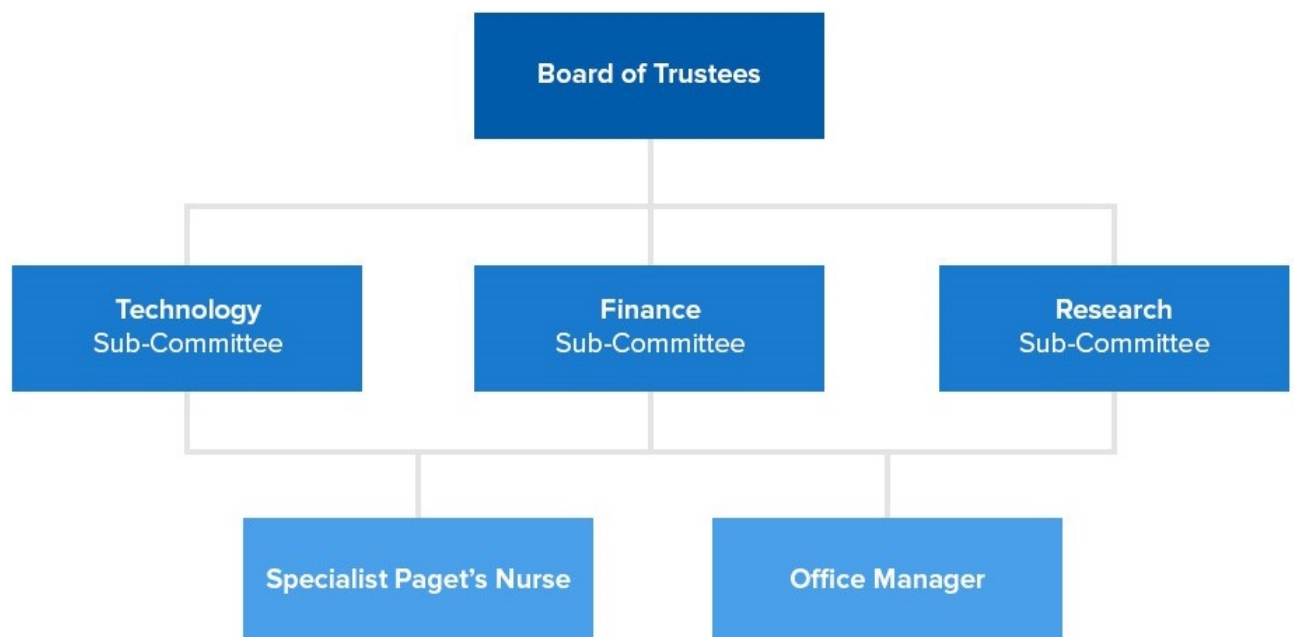 Board of Trustees
Technology
Sub-Committee
Finance
Sub-Committee
Research
Sub-Committee
Specialist Paget’s Nurse
Office Manager